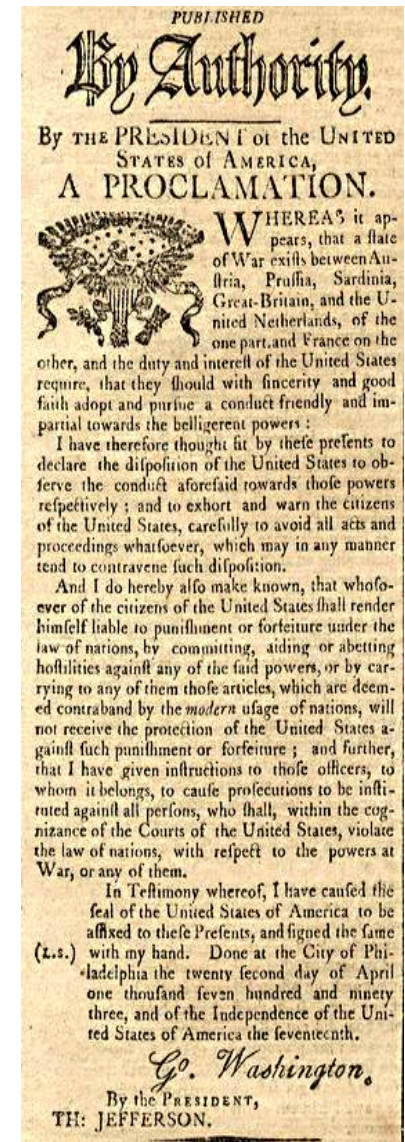 PUBLISHED
By Authority.
By THE PRESIDENT of the UNITED
STATES of AMERICA,
A PROCLAMATION.
WHEREAS it ap-
pears, that a ſtate
of War exiſts between Au-
ſtria, Pruſſia, Sardinia,
Great-Britain, and the U-
nited Netherlands, of the
one part, and France on the
other, and the duty and intereſt of the United States
require, that they ſhould with ſincerity and good
faith adopt and purſue a conduct friendly and im-
partial towards the belligerent powers :
I have therefore thought fit by theſe preſents to
declare the diſpoſition of the United States to ob-
ſerve the conduct aforeſaid towards thoſe powers
reſpectively ; and to exhort and warn the citizens
of the United States, carefully to avoid all acts and
proceedings whatſoever, which may in any manner
tend to contravene ſuch diſpoſition.
And I do hereby alſo make known, that whoſo-
ever of the citizens of the United States ſhall render
himſelf liable to puniſhment or forfeiture under the
law of nations, by committing, aiding or abetting
hoſtilities againſt any of the ſaid powers, or by car-
rying to any of them thoſe articles, which are deem-
ed contraband by the modern uſage of nations, will
not receive the protection of the United States a-
gainſt ſuch puniſhment or forfeiture ; and further,
that I have given inſtructions to thoſe officers, to
whom it belongs, to cauſe proſecutions to be inſti-
tuted againſt all perſons, who ſhall, within the cog-
nizance of the Courts of the United States, violate
the law of nations, with reſpect to the powers at
War, or any of them.
In Teſtimony whereof, I have cauſed the
ſeal of the United States of America to be
affixed to theſe Preſents, and ſigned the ſame
(L.S.) with my hand. Done at the City of Phi-
ladelphia the twenty ſecond day of April
one thouſand ſeven hundred and ninety
three, and of the Independence of the Uni-
ted States of America the ſeventeenth.
Go. Washington.
By the PRESIDENT,
TH: JEFFERSON.